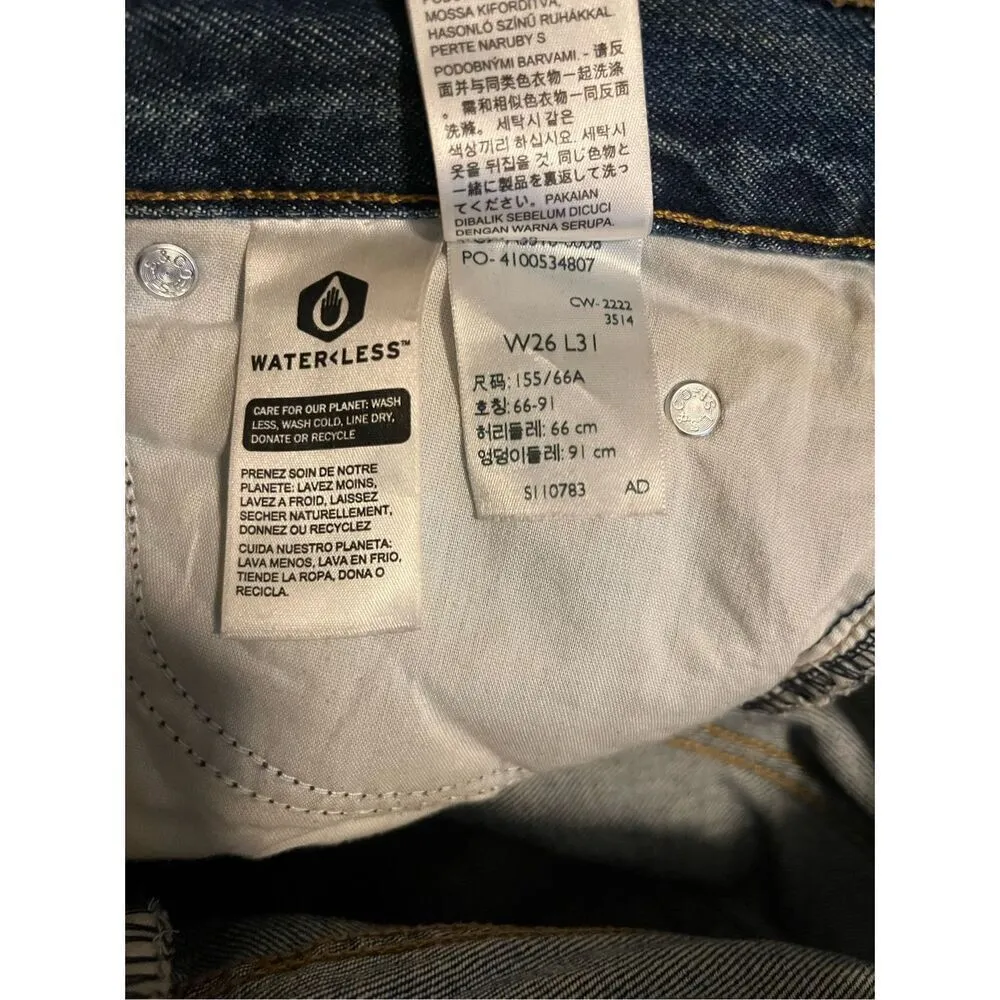 MOSSA KIFORDITVA,
HASONLÓ SZÍNŰ RUHÁKKAL
PERTE NARUBY S
PODOBNÝMI BARVAMI. - 请反
面并与同类色衣物一起洗涤
。需和相似色衣物一同反面
洗滌。 세탁시 같은
색상끼리 하십시요. 세탁시
옷을 뒤집을 것. 同じ色物と
一緒に製品を裏返して洗っ
てください。PAKAIAN
DIBALIK SEBELUM DICUCI
DENGAN WARNA SERUPA.
PO- 4100534807
CW- 2222
3514
W26 L31
尺码: 155/66A
호칭: 66-91
허리둘레: 66 cm
엉덩이둘레: 91 cm
S110783 AD
WATER<LESS™
CARE FOR OUR PLANET: WASH
LESS, WASH COLD, LINE DRY,
DONATE OR RECYCLE
PRENEZ SOIN DE NOTRE
PLANETE: LAVEZ MOINS,
LAVEZ A FROID, LAISSEZ
SECHER NATURELLEMENT,
DONNEZ OU RECYCLEZ
CUIDA NUESTRO PLANETA:
LAVA MENOS, LAVA EN FRIO,
TIENDE LA ROPA, DONA O
RECICLA.